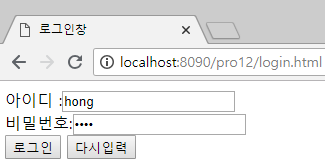 로그인창
localhost:8090/pro12/login.html
아이디 :hong
비밀번호:••••
로그인 다시입력